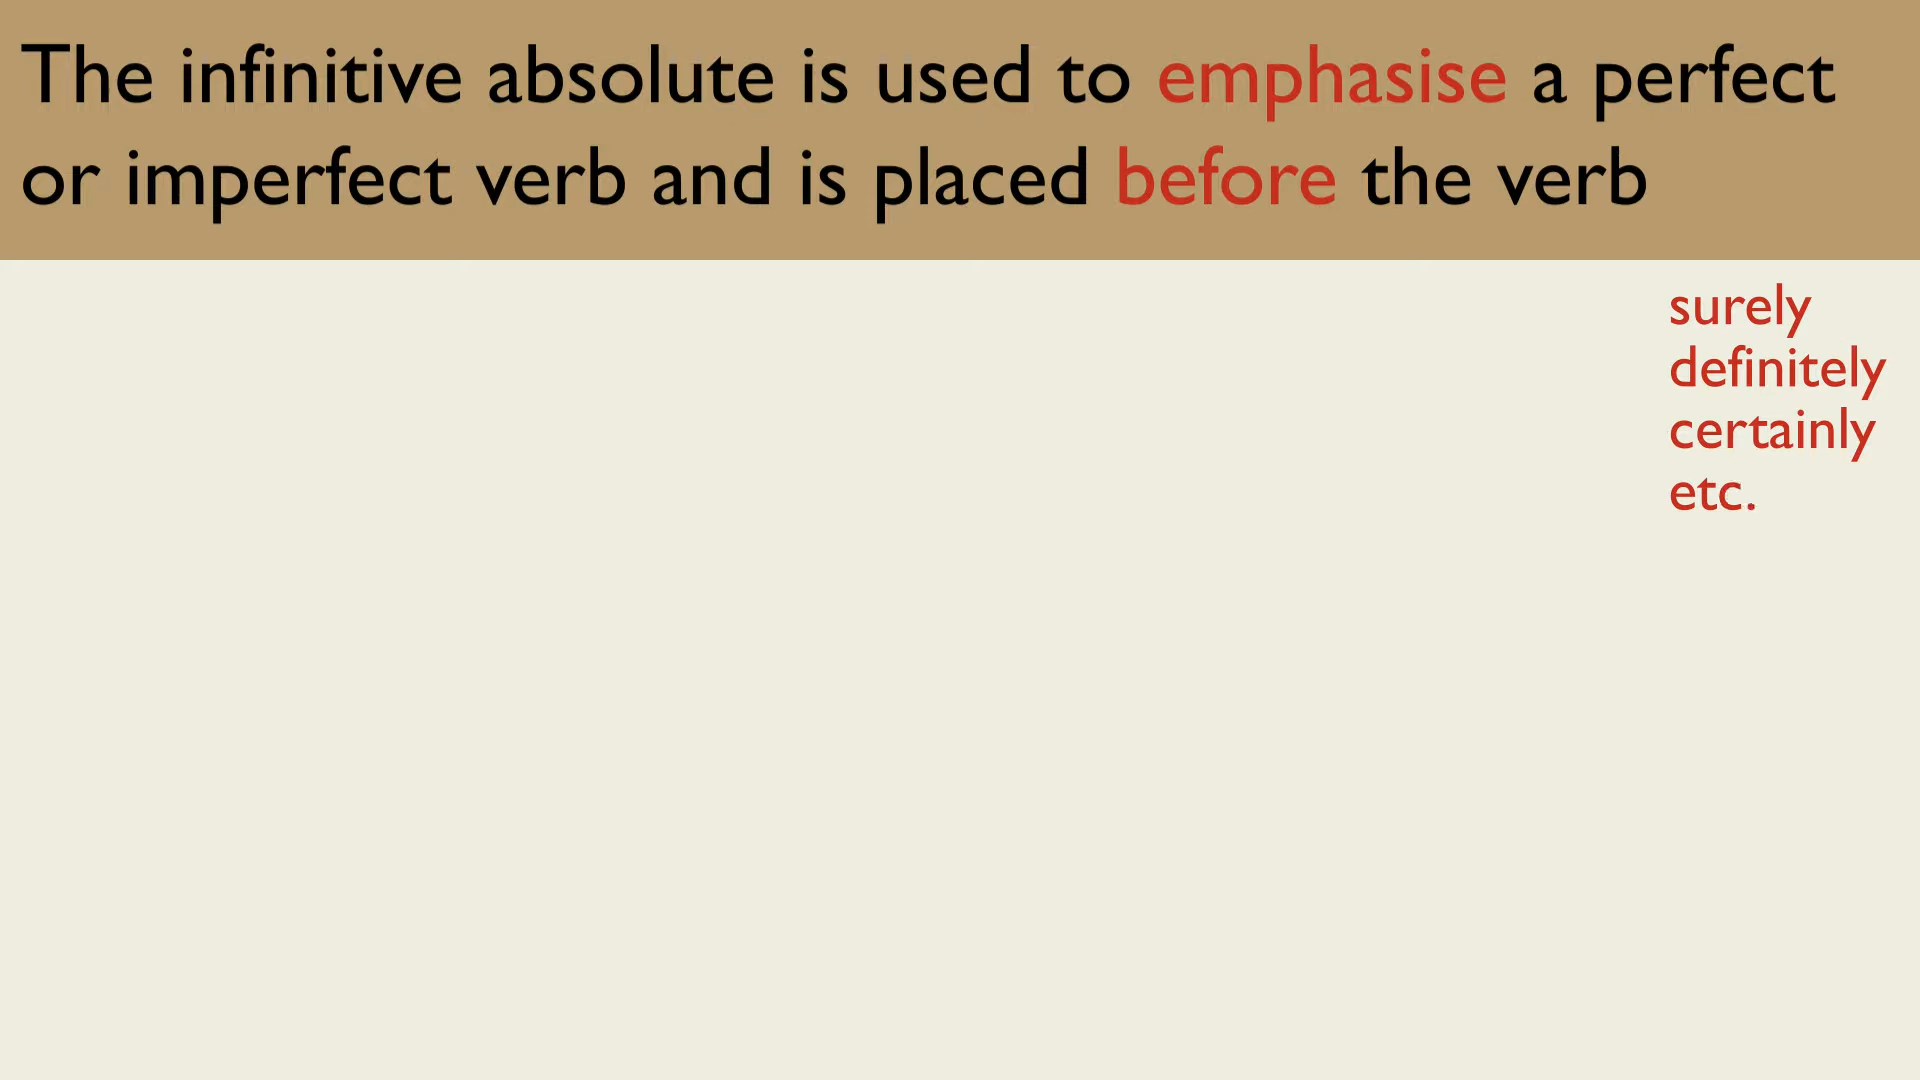 The infinitive absolute is used to emphasise a perfect
or imperfect verb and is placed before the verb
surely
definitely
certainly
etc.